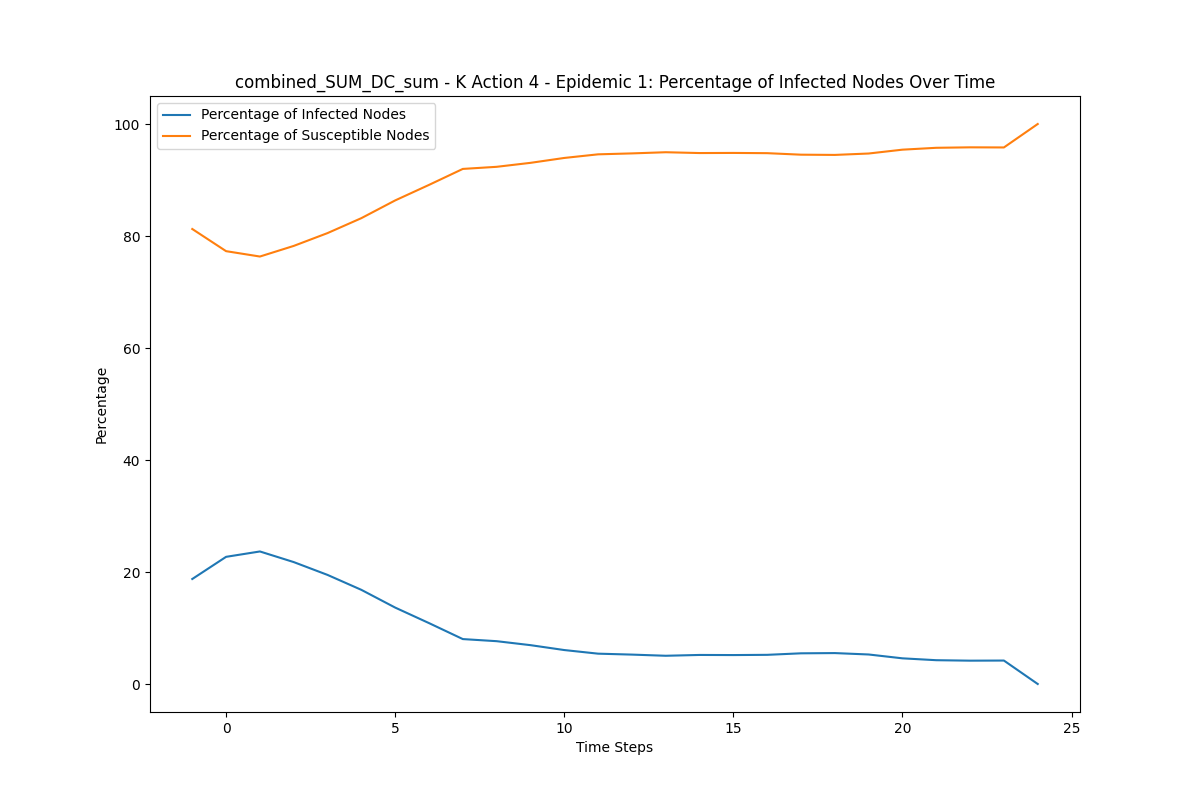 combined_SUM_DC_sum - K Action 4 - Epidemic 1: Percentage of Infected Nodes Over Time
Percentage of Infected Nodes
Percentage of Susceptible Nodes
100
80
60
40
20
0
Percentage
0 5 10 15 20 25
Time Steps